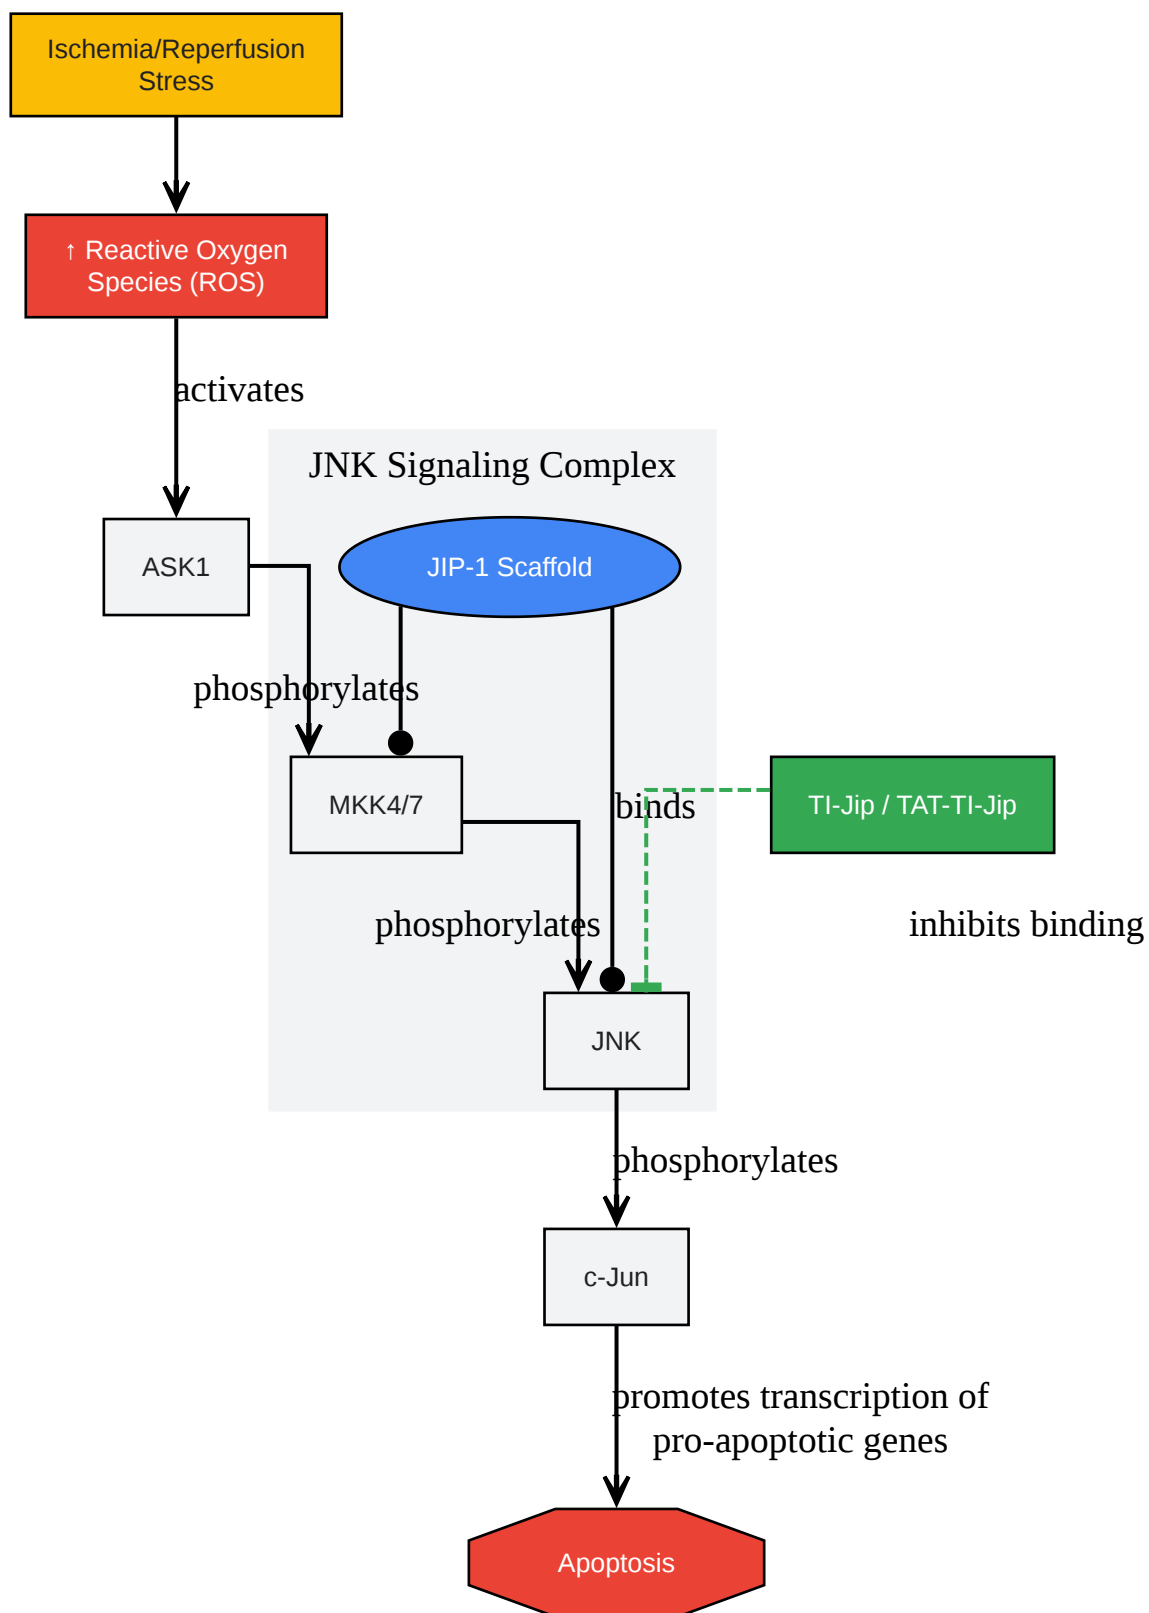 Ischemia/Reperfusion
Stress
↑ Reactive Oxygen
Species (ROS)
activates
JNK Signaling Complex
ASK1
JIP-1 Scaffold
phosphorylates
MKK4/7
binds
TI-Jip / TAT-TI-Jip
phosphorylates
inhibits binding
JNK
phosphorylates
c-Jun
promotes transcription of
pro-apoptotic genes
Apoptosis